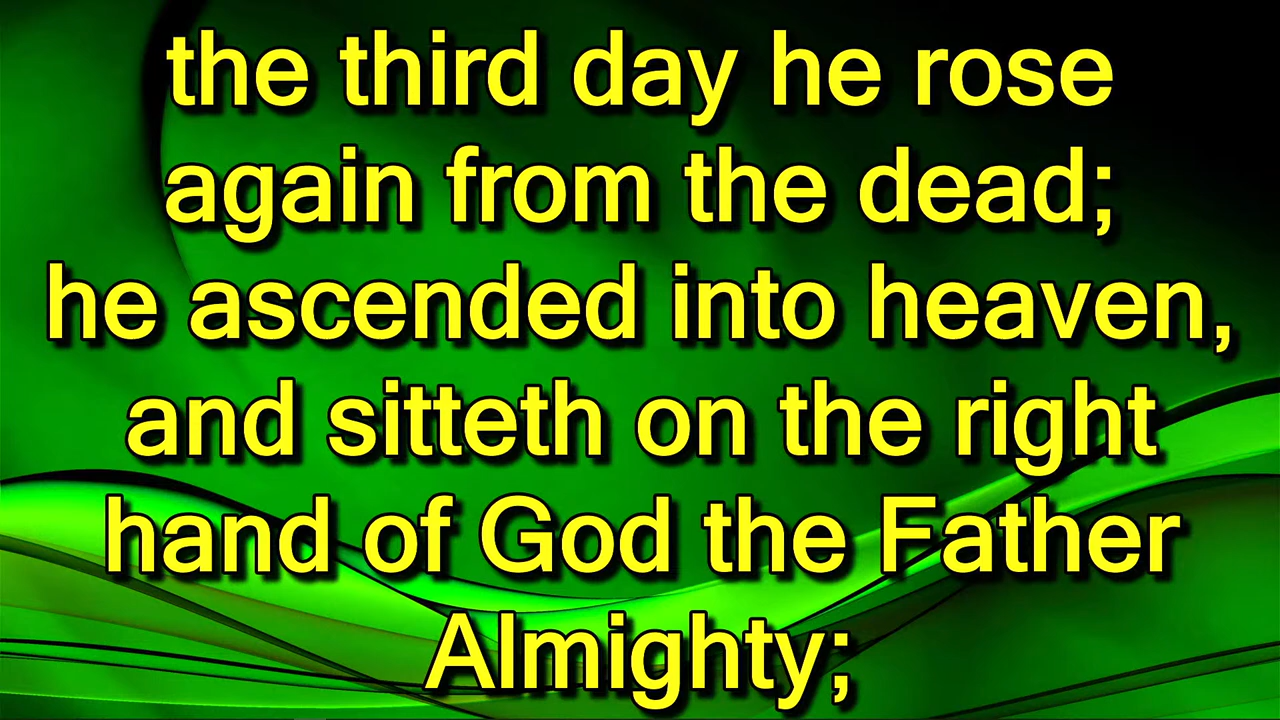 the third day he rose
again from the dead;
he ascended into heaven,
and sitteth on the right
hand of God the Father
Almighty;